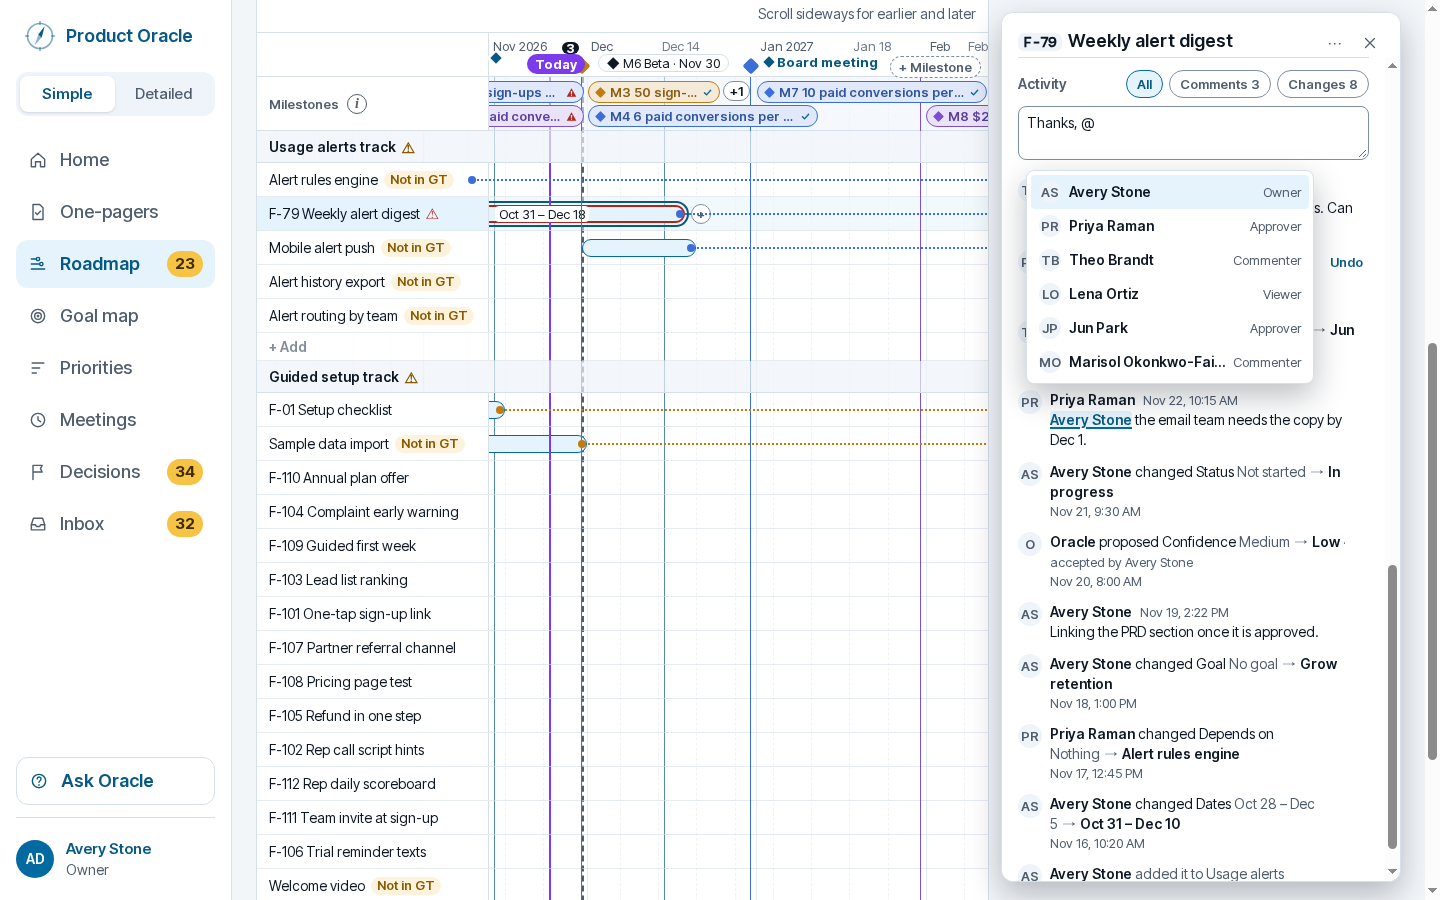 Product Oracle
Simple
Detailed
Home
One-pagers
Roadmap 23
Goal map
Priorities
Meetings
Decisions 34
Inbox 32
Ask Oracle
AD
Avery Stone
Owner
Scroll sideways for earlier and later
Nov 2026
3
Dec
Dec 14
Jan 2027
Jan 18
Feb
Feb
Today
M6 Beta · Nov 30
Board meeting
+ Milestone
Milestones i
sign-ups ...
M3 50 sign-...
+1
M7 10 paid conversions per...
aid conve...
M4 6 paid conversions per ...
M8 $2
Usage alerts track
Alert rules engine Not in GT
F-79 Weekly alert digest
Oct 31 – Dec 18
+
Mobile alert push Not in GT
Alert history export Not in GT
Alert routing by team Not in GT
+ Add
Guided setup track
F-01 Setup checklist
Sample data import Not in GT
F-110 Annual plan offer
F-104 Complaint early warning
F-109 Guided first week
F-103 Lead list ranking
F-101 One-tap sign-up link
F-107 Partner referral channel
F-108 Pricing page test
F-105 Refund in one step
F-102 Rep call script hints
F-112 Rep daily scoreboard
F-111 Team invite at sign-up
F-106 Trial reminder texts
Welcome video Not in GT
F-79 Weekly alert digest
Activity
All
Comments 3
Changes 8
Thanks, @
AS Avery Stone Owner
PR Priya Raman Approver
TB Theo Brandt Commenter
LO Lena Ortiz Viewer
JP Jun Park Approver
MO Marisol Okonkwo-Fai... Commenter
s. Can
Undo
→ Jun
PR Priya Raman Nov 22, 10:15 AM
Avery Stone the email team needs the copy by
Dec 1.
AS Avery Stone changed Status Not started → In
progress
Nov 21, 9:30 AM
O Oracle proposed Confidence Medium → Low ·
accepted by Avery Stone
Nov 20, 8:00 AM
AS Avery Stone Nov 19, 2:22 PM
Linking the PRD section once it is approved.
AS Avery Stone changed Goal No goal → Grow
retention
Nov 18, 1:00 PM
PR Priya Raman changed Depends on
Nothing → Alert rules engine
Nov 17, 12:45 PM
AS Avery Stone changed Dates Oct 28 – Dec
5 → Oct 31 – Dec 10
Nov 16, 10:20 AM
AS Avery Stone added it to Usage alerts